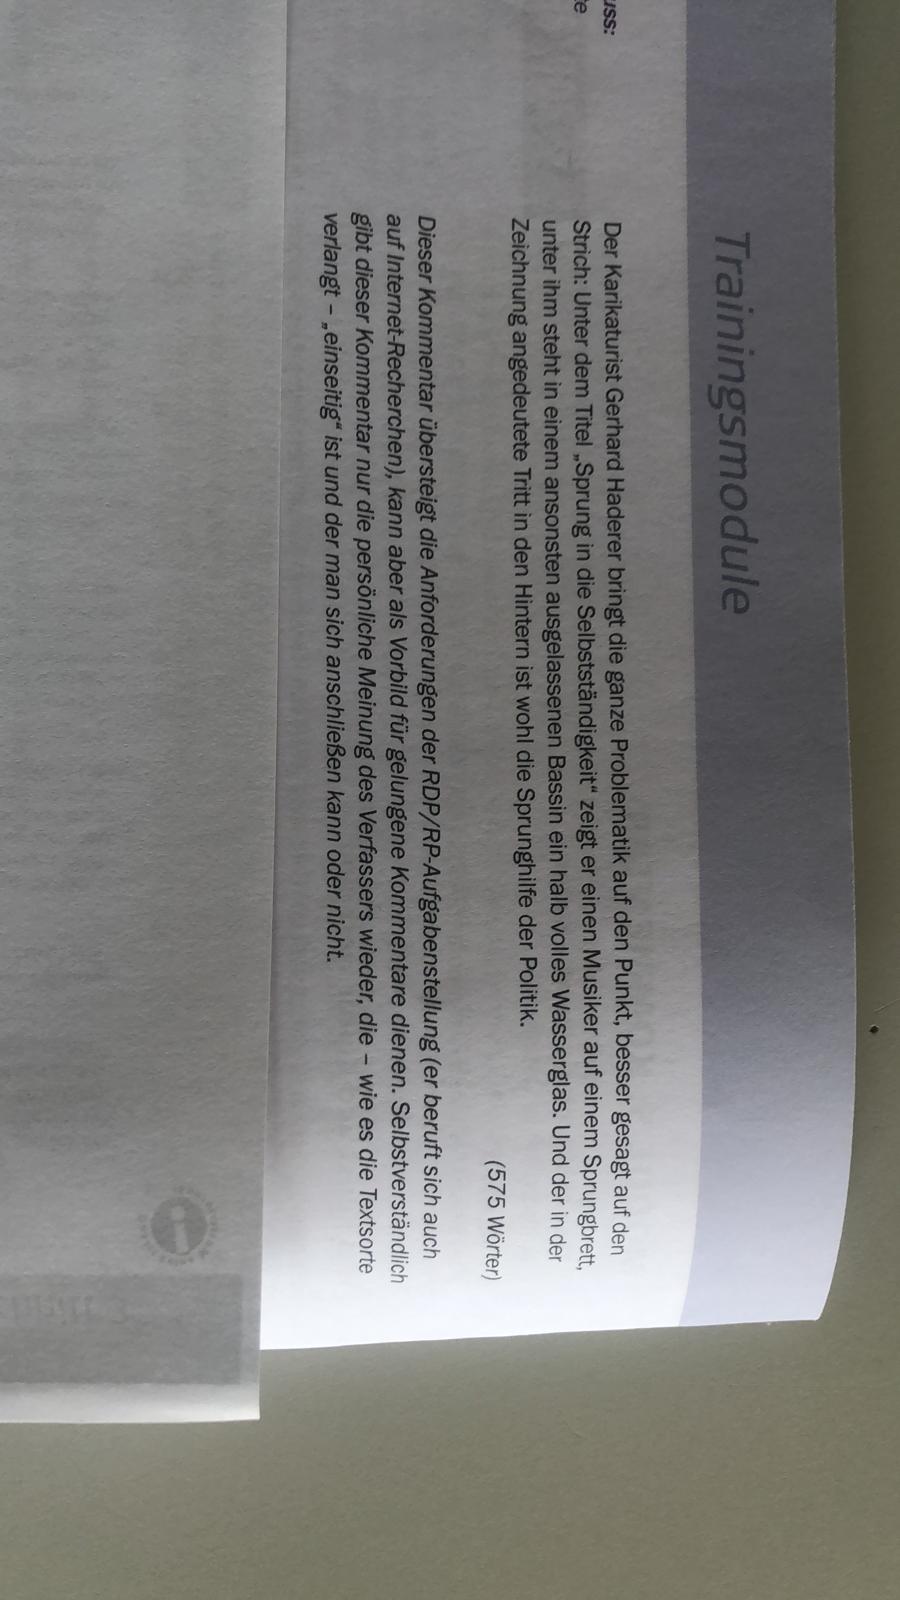 Trainingsmodule
uss:
te
Der Karikaturist Gerhard Haderer bringt die ganze Problematik auf den Punkt, besser gesagt auf den
Strich: Unter dem Titel „Sprung in die Selbstständigkeit“ zeigt er einen Musiker auf einem Sprungbrett,
unter ihm steht in einem ansonsten ausgelassenen Bassin ein halb volles Wasserglas. Und der in der
Zeichnung angedeutete Tritt in den Hintern ist wohl die Sprunghilfe der Politik.
(575 Wörter)
Dieser Kommentar übersteigt die Anforderungen der RDP/RP-Aufgabenstellung (er beruft sich auch
auf Internet-Recherchen), kann aber als Vorbild für gelungene Kommentare dienen. Selbstverständlich
gibt dieser Kommentar nur die persönliche Meinung des Verfassers wieder, die – wie es die Textsorte
verlangt – „einseitig“ ist und der man sich anschließen kann oder nicht.